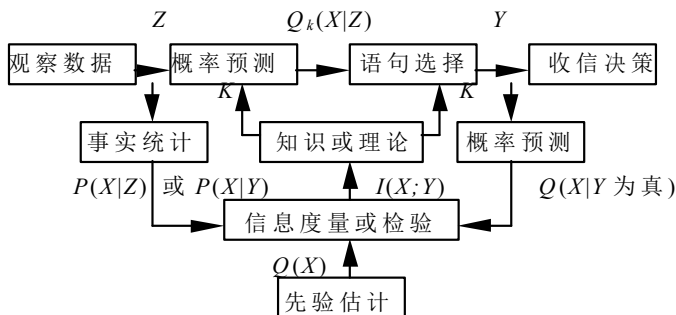 Z Q_k(X|Z) Y
观察数据 概率预测 语句选择 收信决策
K K
事实统计 知识或理论 概率预测
P(X|Z) 或 P(X|Y) I(X;Y) Q(X|Y 为真)
信息度量或检验
Q(X)
先验估计